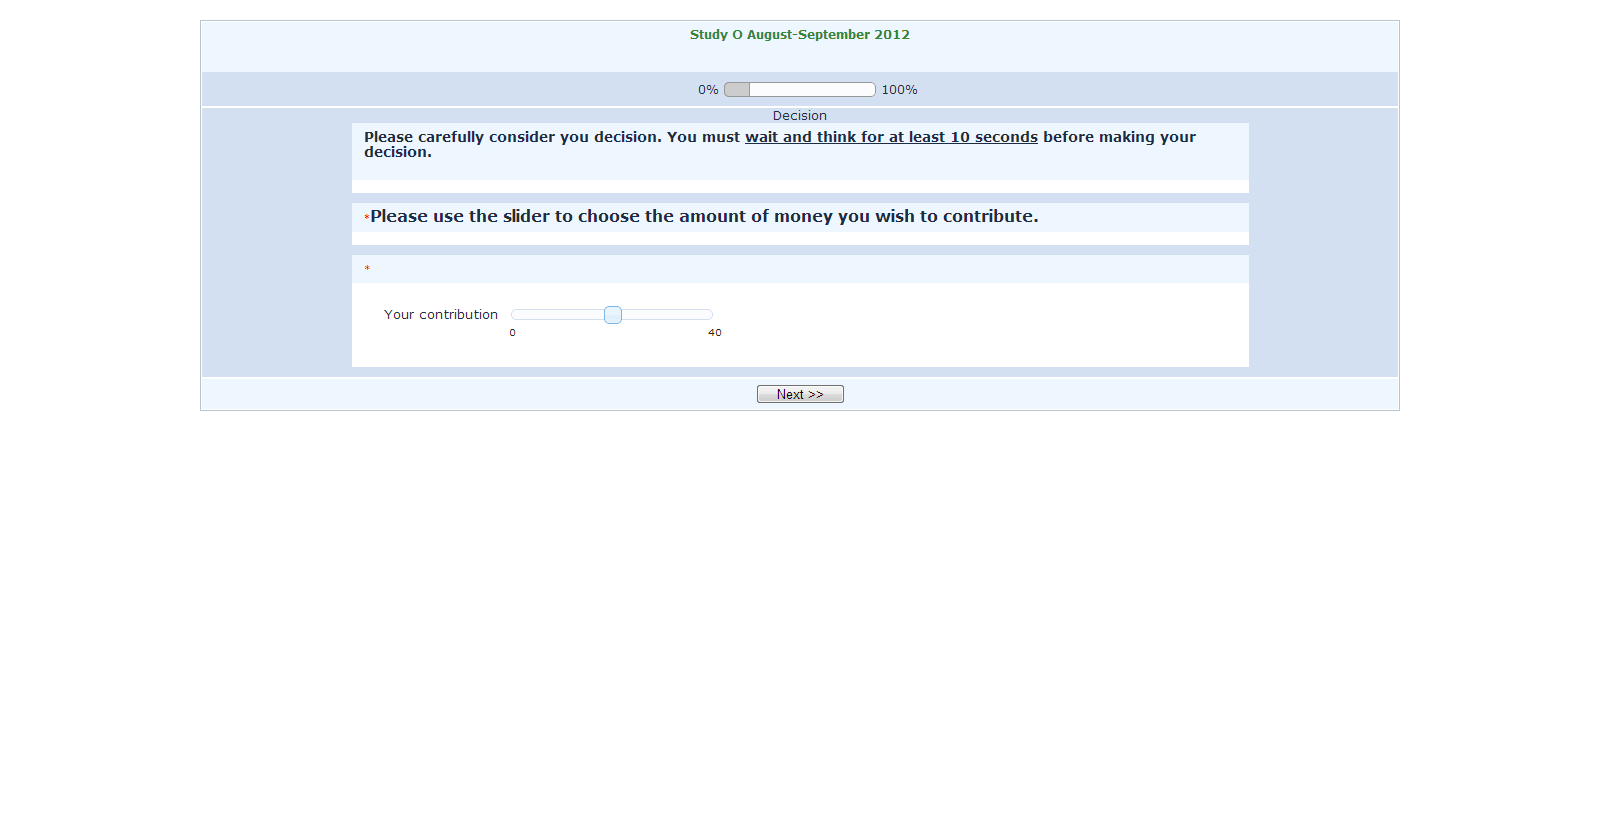 Study O August-September 2012
0% 100%
Decision
Please carefully consider you decision. You must wait and think for at least 10 seconds before making your
decision.
*Please use the slider to choose the amount of money you wish to contribute.
*
Your contribution
0 40
Next >>